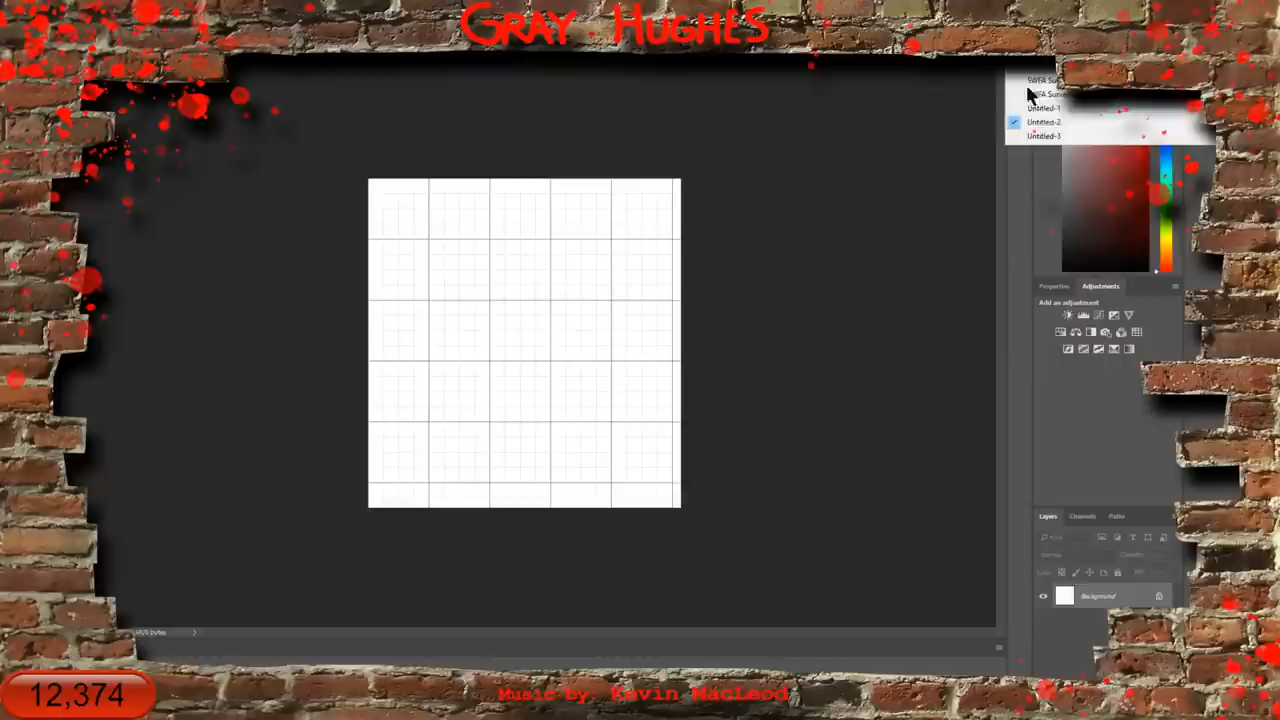 GRAY HUGHES
Untitled-1
Untitled-2
Untitled-3
Properties Adjustments
Add an adjustment
Layers Channels Paths
Normal
Background
12,374
Music by: Kevin MacLeod